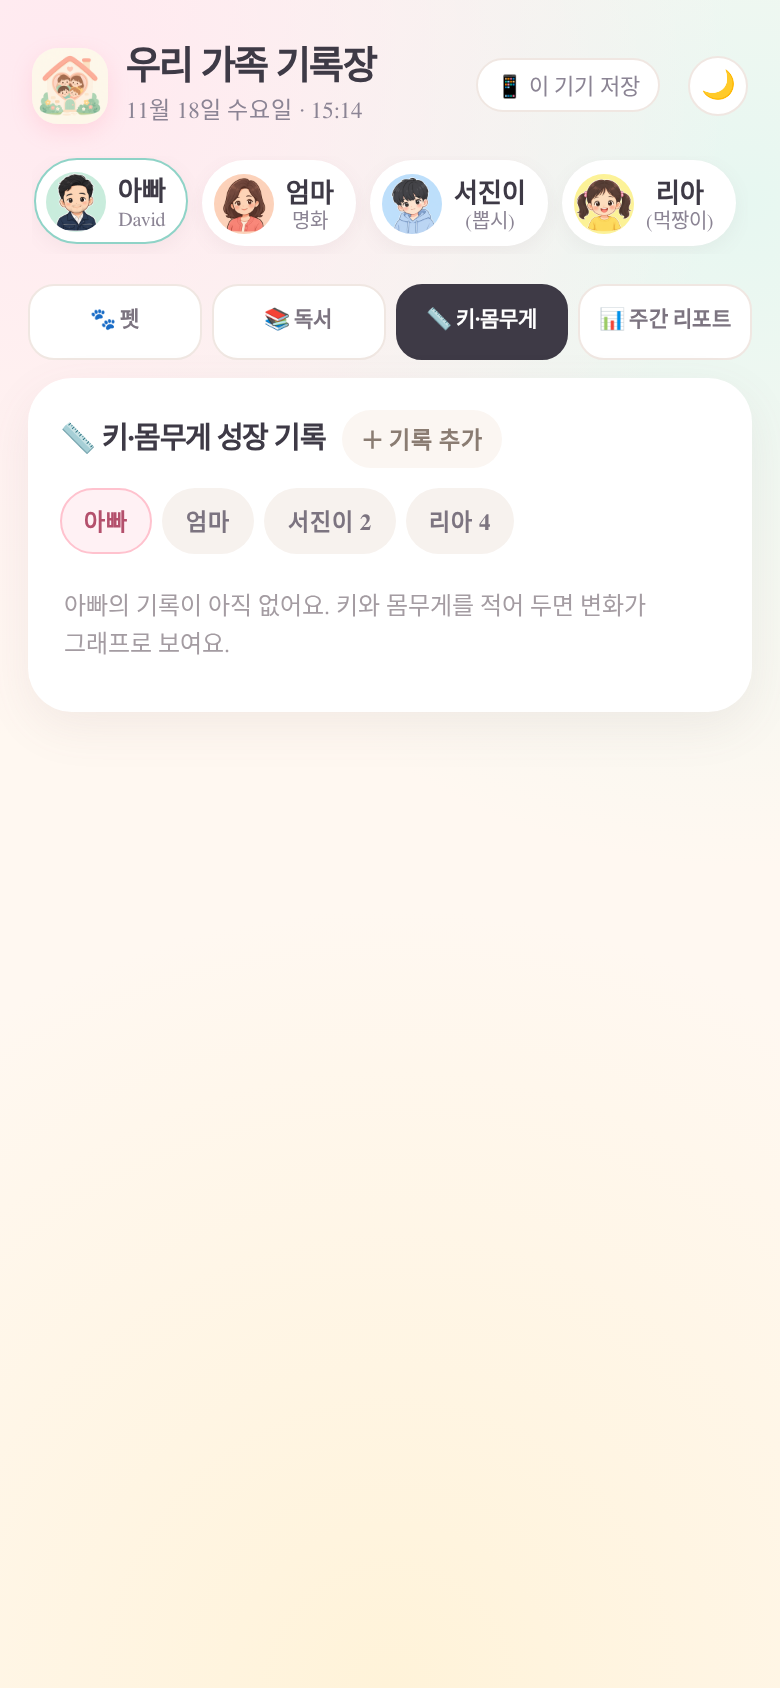 우리 가족 기록장
11월 18일 수요일 · 15:14
이 기기 저장
아빠
David
엄마
명화
서진이
(뽑시)
리아
(먹짱이)
펫
독서
키·몸무게
주간 리포트
키·몸무게 성장 기록
+ 기록 추가
아빠
엄마
서진이 2
리아 4
아빠의 기록이 아직 없어요. 키와 몸무게를 적어 두면 변화가
그래프로 보여요.